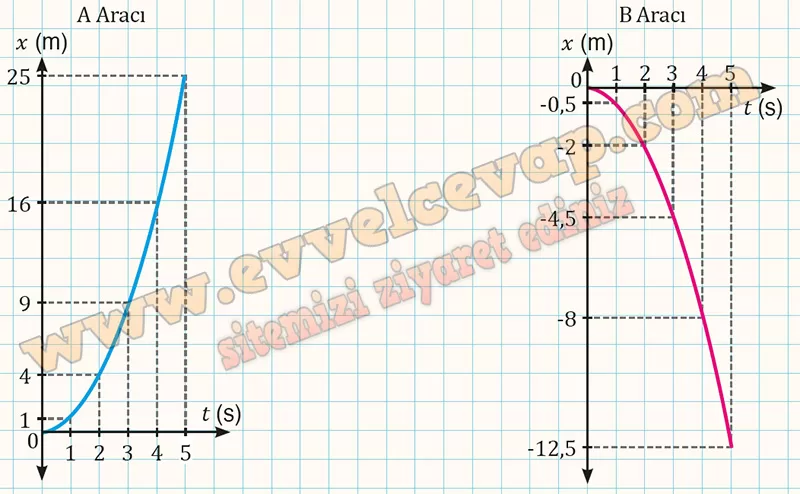 A Aracı
x (m)
25
16
9
4
1
0
1 2 3 4 5
t (s)
B Aracı
x (m)
0
1 2 3 4 5
t (s)
-0,5
-2
-4,5
-8
-12,5
www.evvelcevap.com
sitemizi ziyaret ediniz